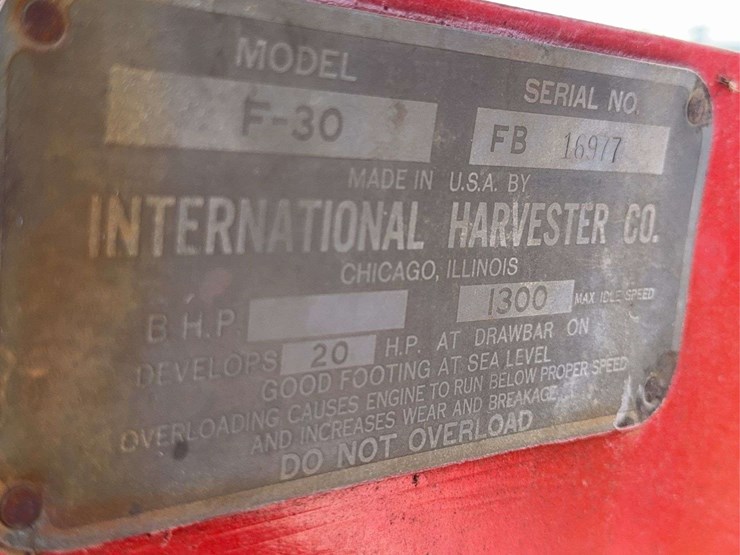 MODEL
F-30
SERIAL NO.
FB 16977
MADE IN U.S.A. BY
INTERNATIONAL HARVESTER CO.
CHICAGO, ILLINOIS
B.H.P.
1300 MAX IDLE SPEED
DEVELOPS 20 H.P. AT DRAWBAR ON
GOOD FOOTING AT SEA LEVEL
OVERLOADING CAUSES ENGINE TO RUN BELOW PROPER SPEED
AND INCREASES WEAR AND BREAKAGE
DO NOT OVERLOAD